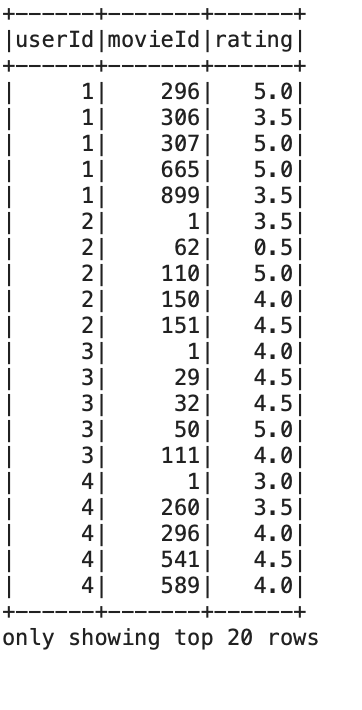 +------+-------+------+
|userId|movieId|rating|
+------+-------+------+
|     1|    296|   5.0|
|     1|    306|   3.5|
|     1|    307|   5.0|
|     1|    665|   5.0|
|     1|    899|   3.5|
|     2|      1|   3.5|
|     2|     62|   0.5|
|     2|    110|   5.0|
|     2|    150|   4.0|
|     2|    151|   4.5|
|     3|      1|   4.0|
|     3|     29|   4.5|
|     3|     32|   4.5|
|     3|     50|   5.0|
|     3|    111|   4.0|
|     4|      1|   3.0|
|     4|    260|   3.5|
|     4|    296|   4.0|
|     4|    541|   4.5|
|     4|    589|   4.0|
+------+-------+------+
only showing top 20 rows